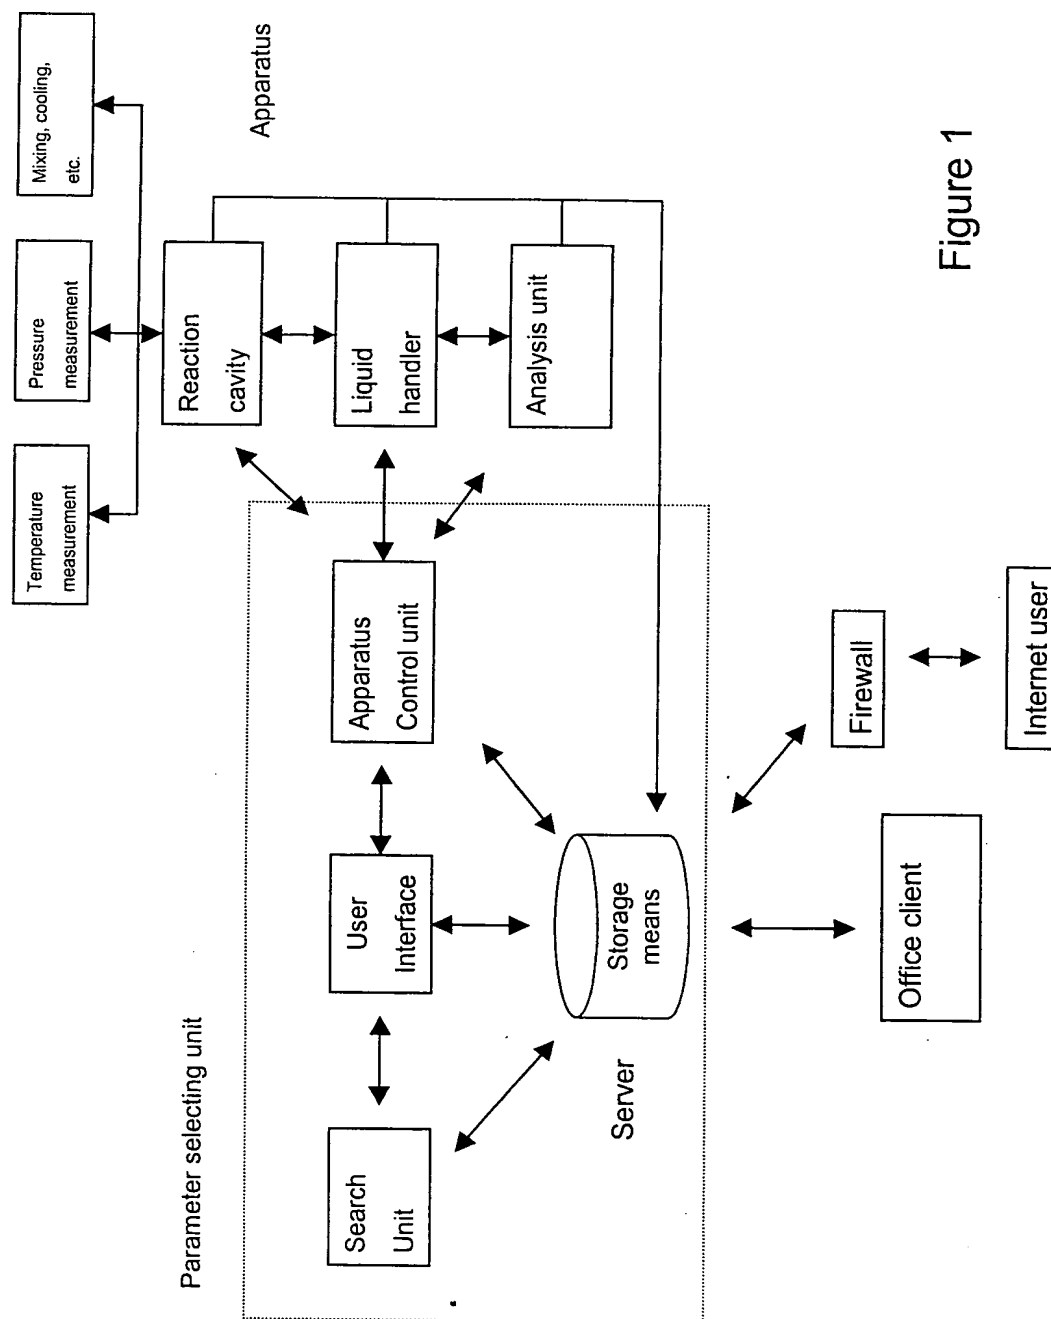 Parameter selecting unit
Search
Unit
User
Interface
Apparatus
Control unit
Server
Storage
means
Office client
Firewall
Internet user
Temperature
measurement
Pressure
measurement
Mixing, cooling,
etc.
Reaction
cavity
Liquid
handler
Analysis unit
Apparatus
Figure 1